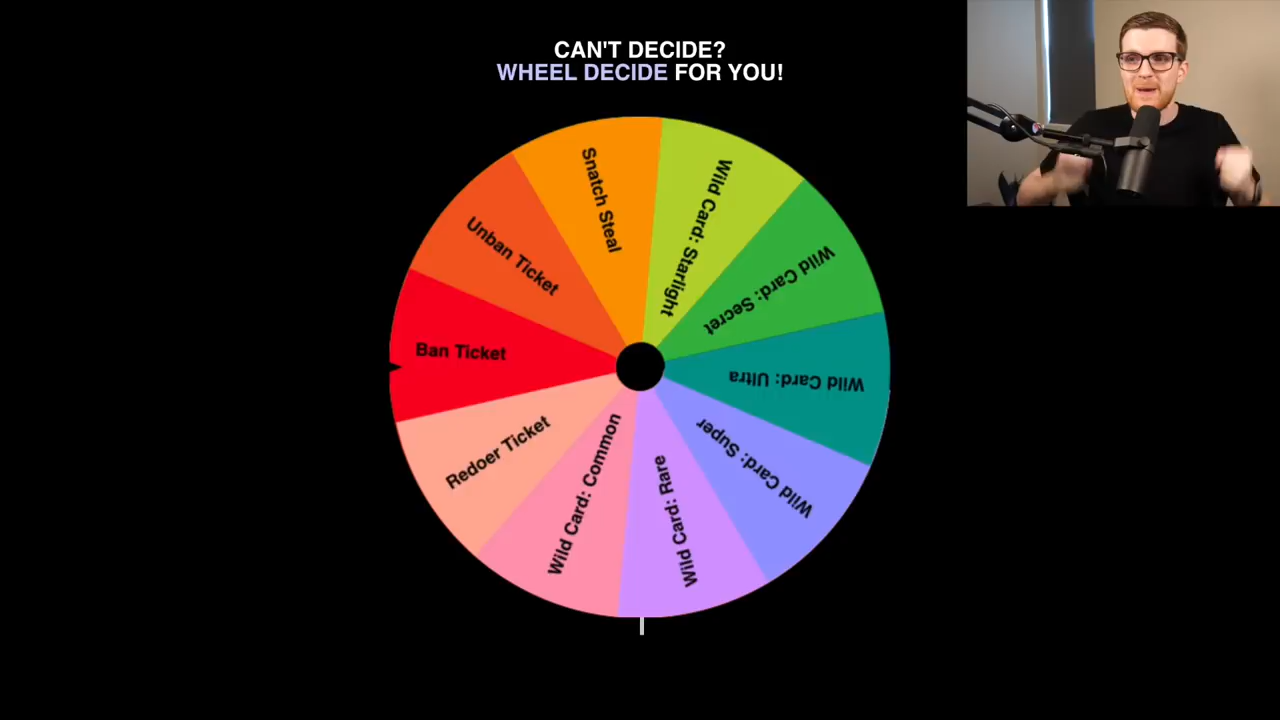 CAN'T DECIDE?
WHEEL DECIDE FOR YOU!
Snatch Steal
Wild Card: Starlight
Wild Card: Secret
Wild Card: Ultra
Wild Card: Super
Wild Card: Rare
Wild Card: Common
Redoer Ticket
Ban Ticket
Unban Ticket